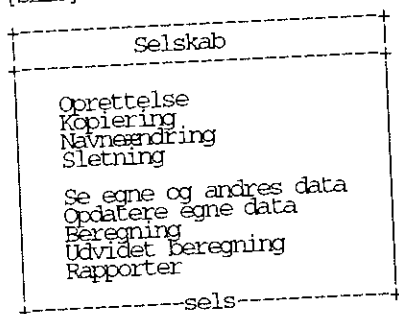 Selskab
Oprettelse
Kopiering
Navneændring
Sletning
Se egne og andres data
Opdatere egne data
Beregning
Udvidet beregning
Rapporter
sels